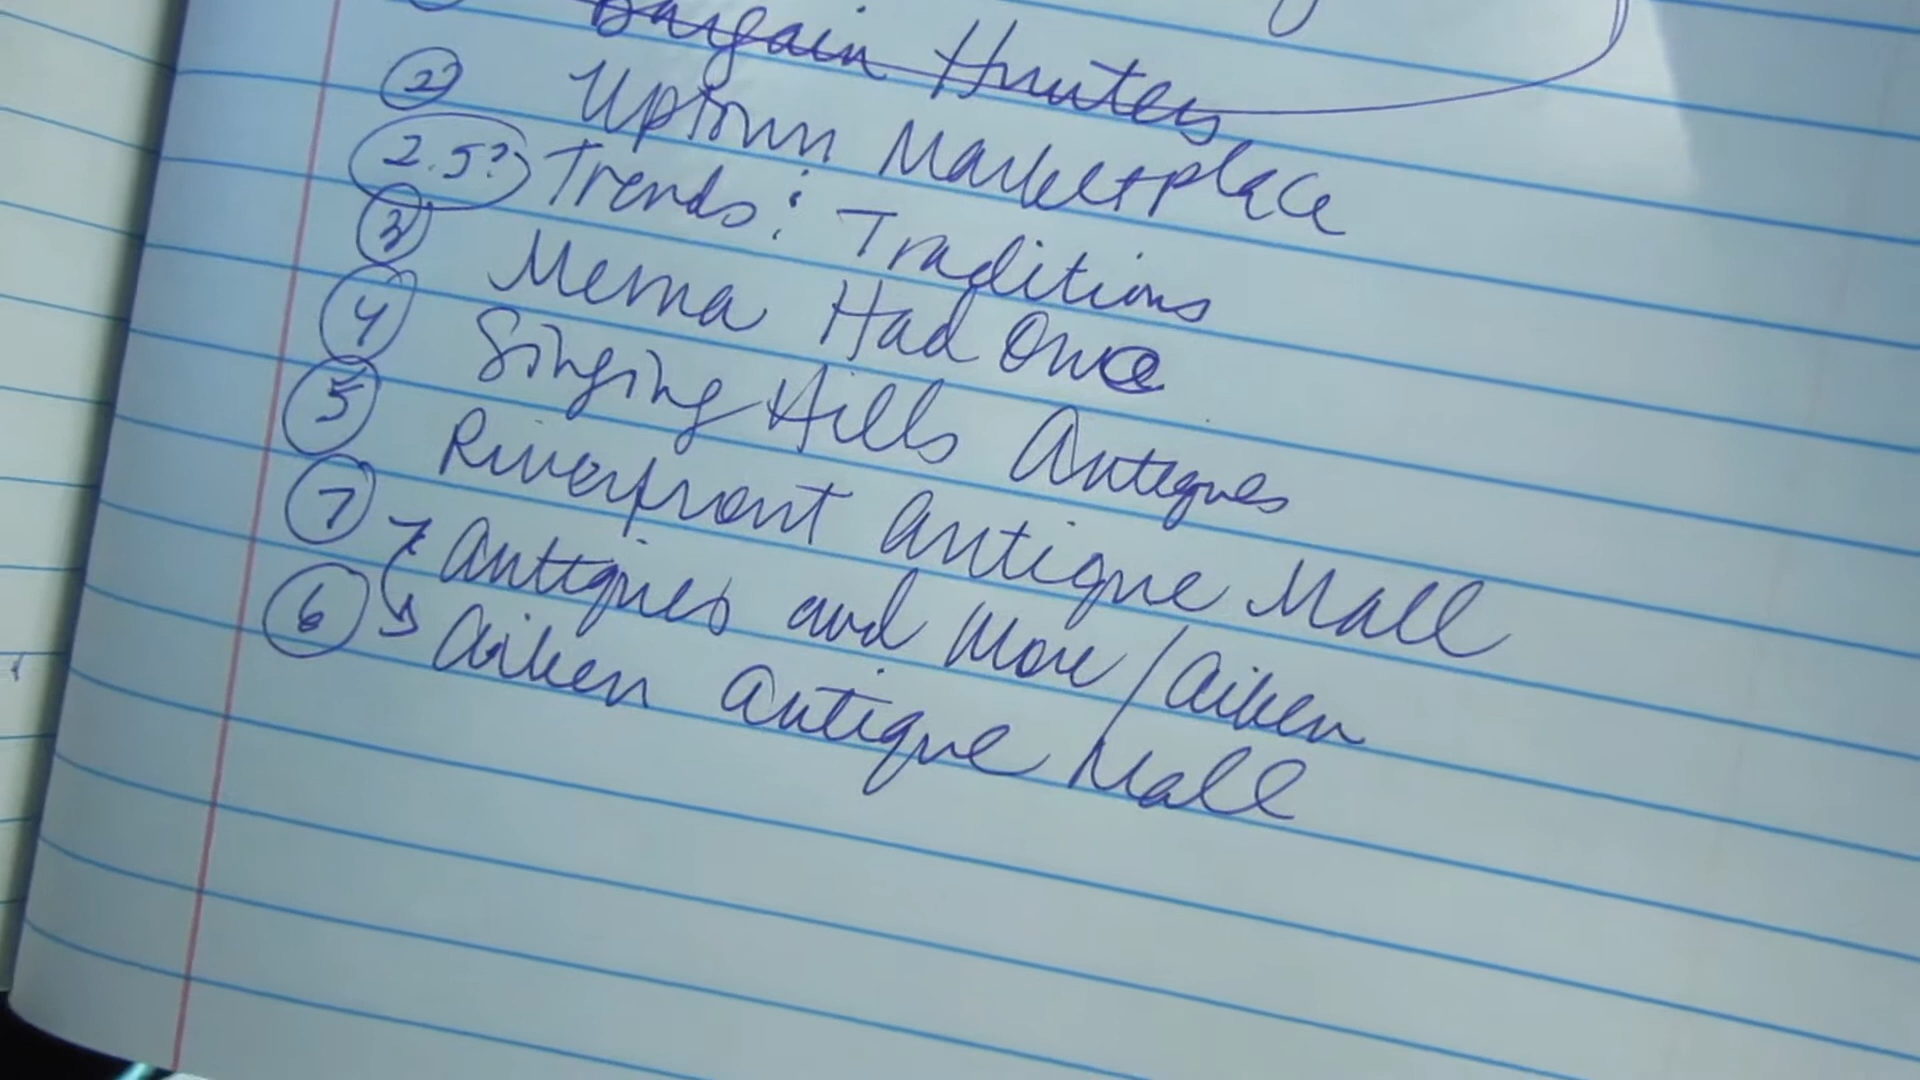 Bargain Hunters
② Uptown Marketplace
2.5? Trends & Traditions
③ Mema Had One
④ Singing Hills Antiques
⑤ Riverfront Antique Mall
⑦ Antiques and More / Aiken
⑥ Aiken Antique Mall